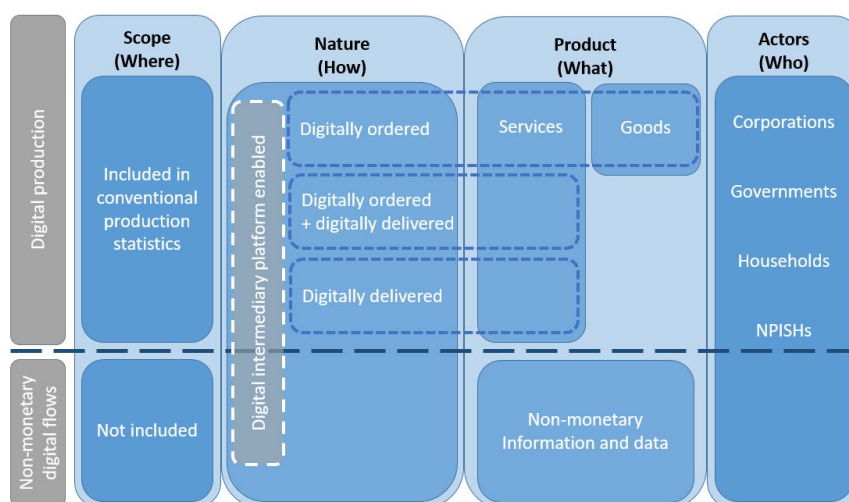 Scope
(Where)
Nature
(How)
Product
(What)
Actors
(Who)
Digital production
Included in
conventional
production
statistics
Digital intermediary platform enabled
Digitally ordered
Digitally ordered
+ digitally delivered
Digitally delivered
Services
Goods
Corporations
Governments
Households
NPISHs
Non-monetary
digital flows
Not included
Non-monetary
Information and data